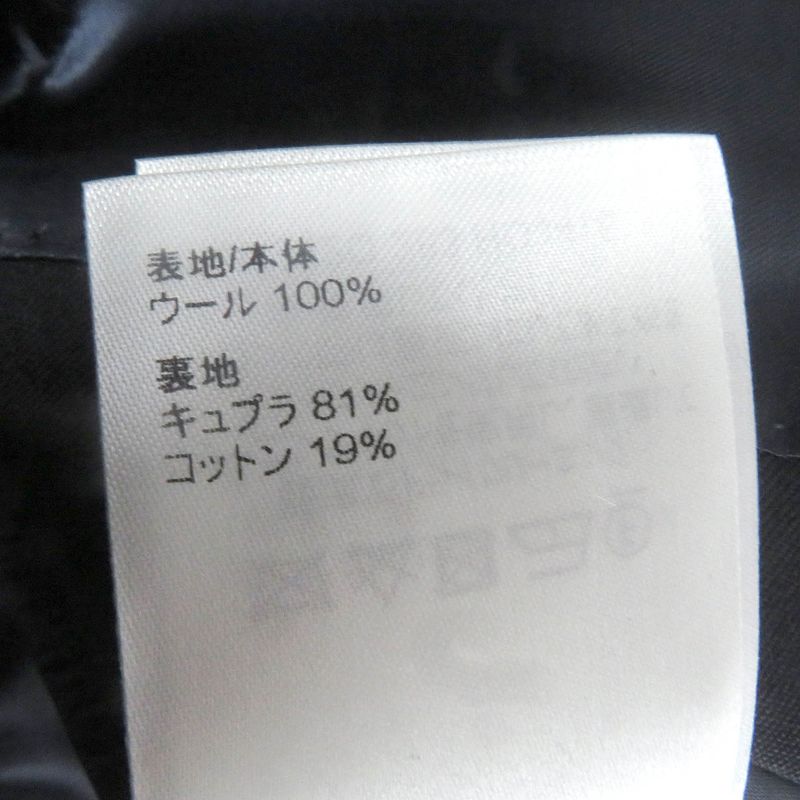 表地/本体
ウール 100%
裏地
キュプラ 81%
コットン 19%